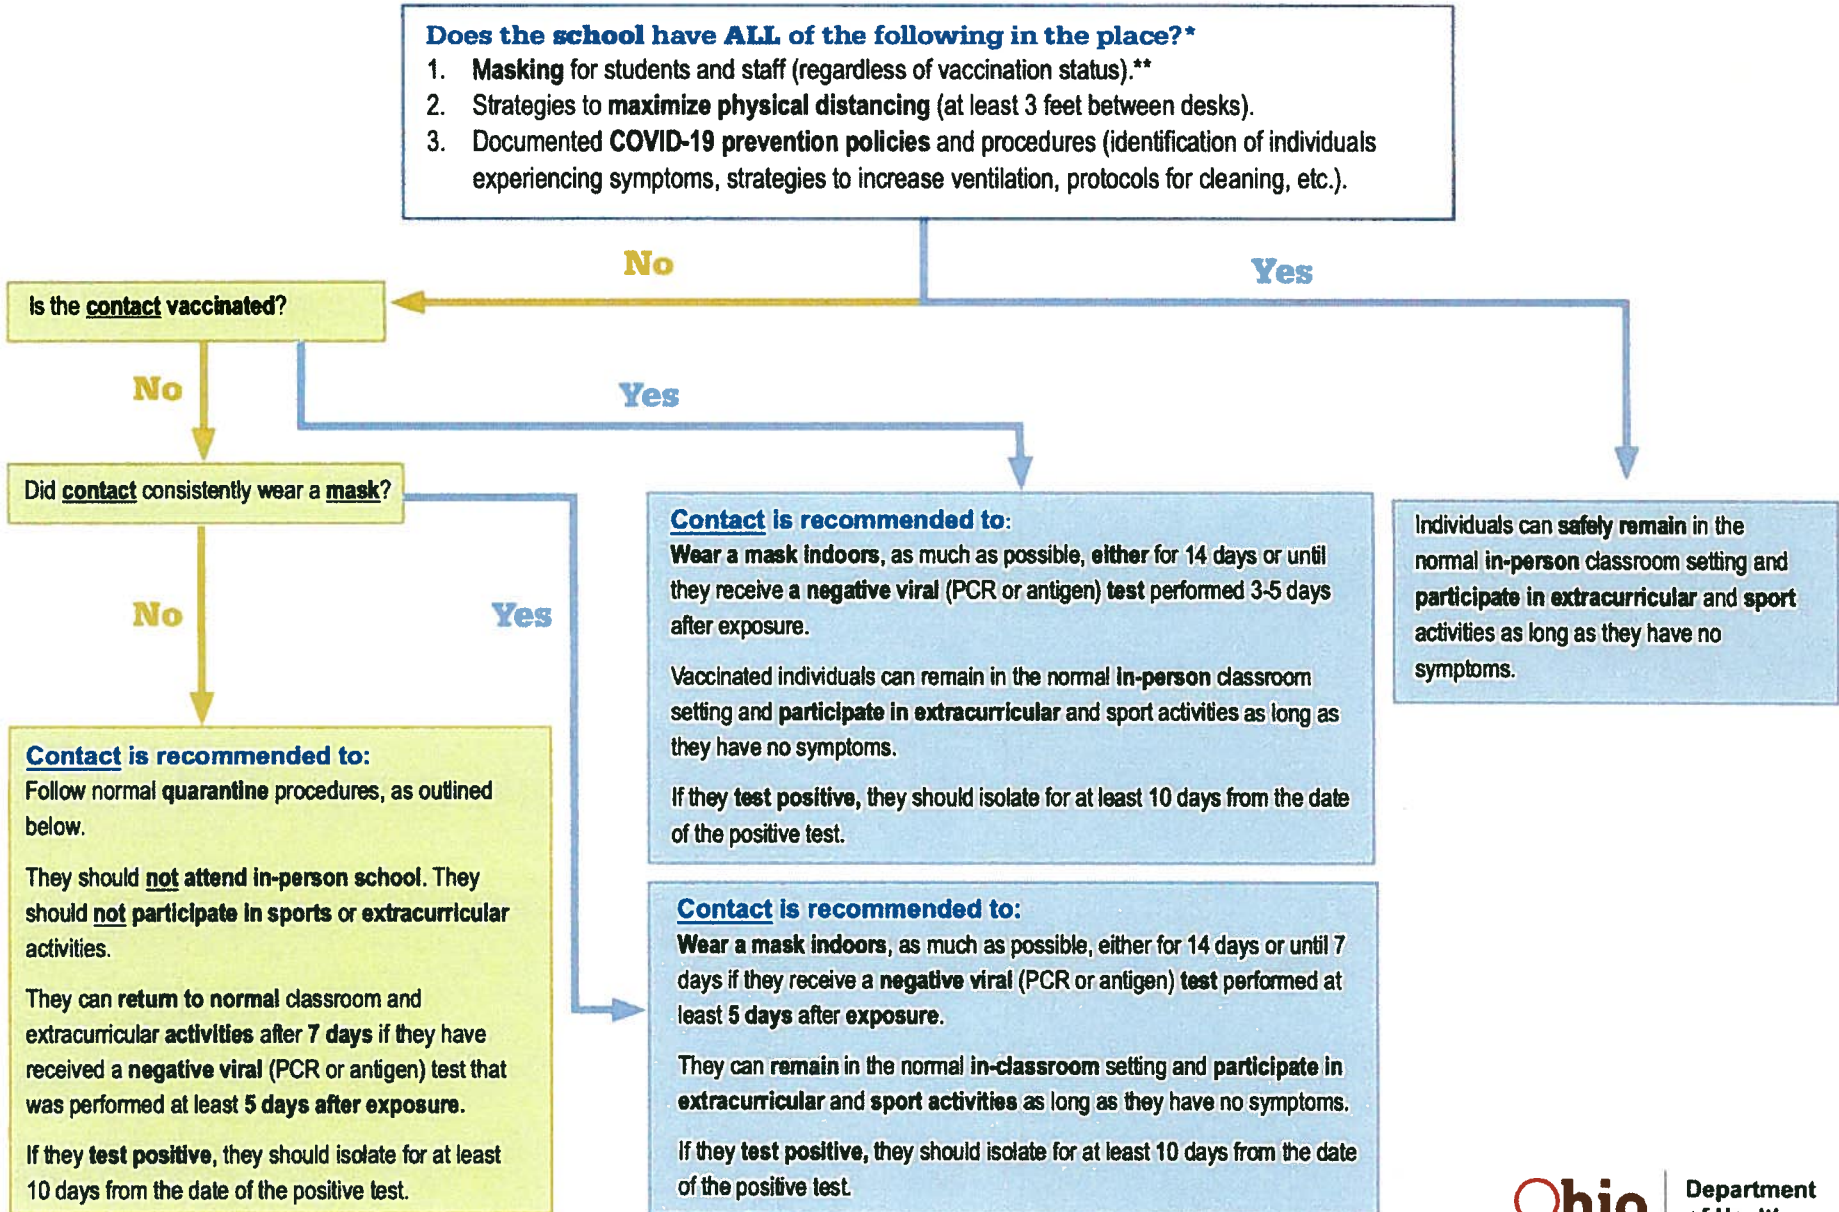 Does the school have ALL of the following in the place?*
1. Masking for students and staff (regardless of vaccination status).**
2. Strategies to maximize physical distancing (at least 3 feet between desks).
3. Documented COVID-19 prevention policies and procedures (identification of individuals
experiencing symptoms, strategies to increase ventilation, protocols for cleaning, etc.).
No
Yes
Is the contact vaccinated?
No
Yes
Did contact consistently wear a mask?
No
Yes
Contact is recommended to:
Wear a mask indoors, as much as possible, either for 14 days or until
they receive a negative viral (PCR or antigen) test performed 3-5 days
after exposure.
Vaccinated individuals can remain in the normal in-person classroom
setting and participate in extracurricular and sport activities as long as
they have no symptoms.
If they test positive, they should isolate for at least 10 days from the date
of the positive test.
Individuals can safely remain in the
normal in-person classroom setting and
participate in extracurricular and sport
activities as long as they have no
symptoms.
Contact is recommended to:
Follow normal quarantine procedures, as outlined
below.
They should not attend in-person school. They
should not participate in sports or extracurricular
activities.
They can return to normal classroom and
extracurricular activities after 7 days if they have
received a negative viral (PCR or antigen) test that
was performed at least 5 days after exposure.
If they test positive, they should isolate for at least
10 days from the date of the positive test.
Contact is recommended to:
Wear a mask indoors, as much as possible, either for 14 days or until 7
days if they receive a negative viral (PCR or antigen) test performed at
least 5 days after exposure.
They can remain in the normal in-classroom setting and participate in
extracurricular and sport activities as long as they have no symptoms.
If they test positive, they should isolate for at least 10 days from the date
of the positive test.
Ohio
Department